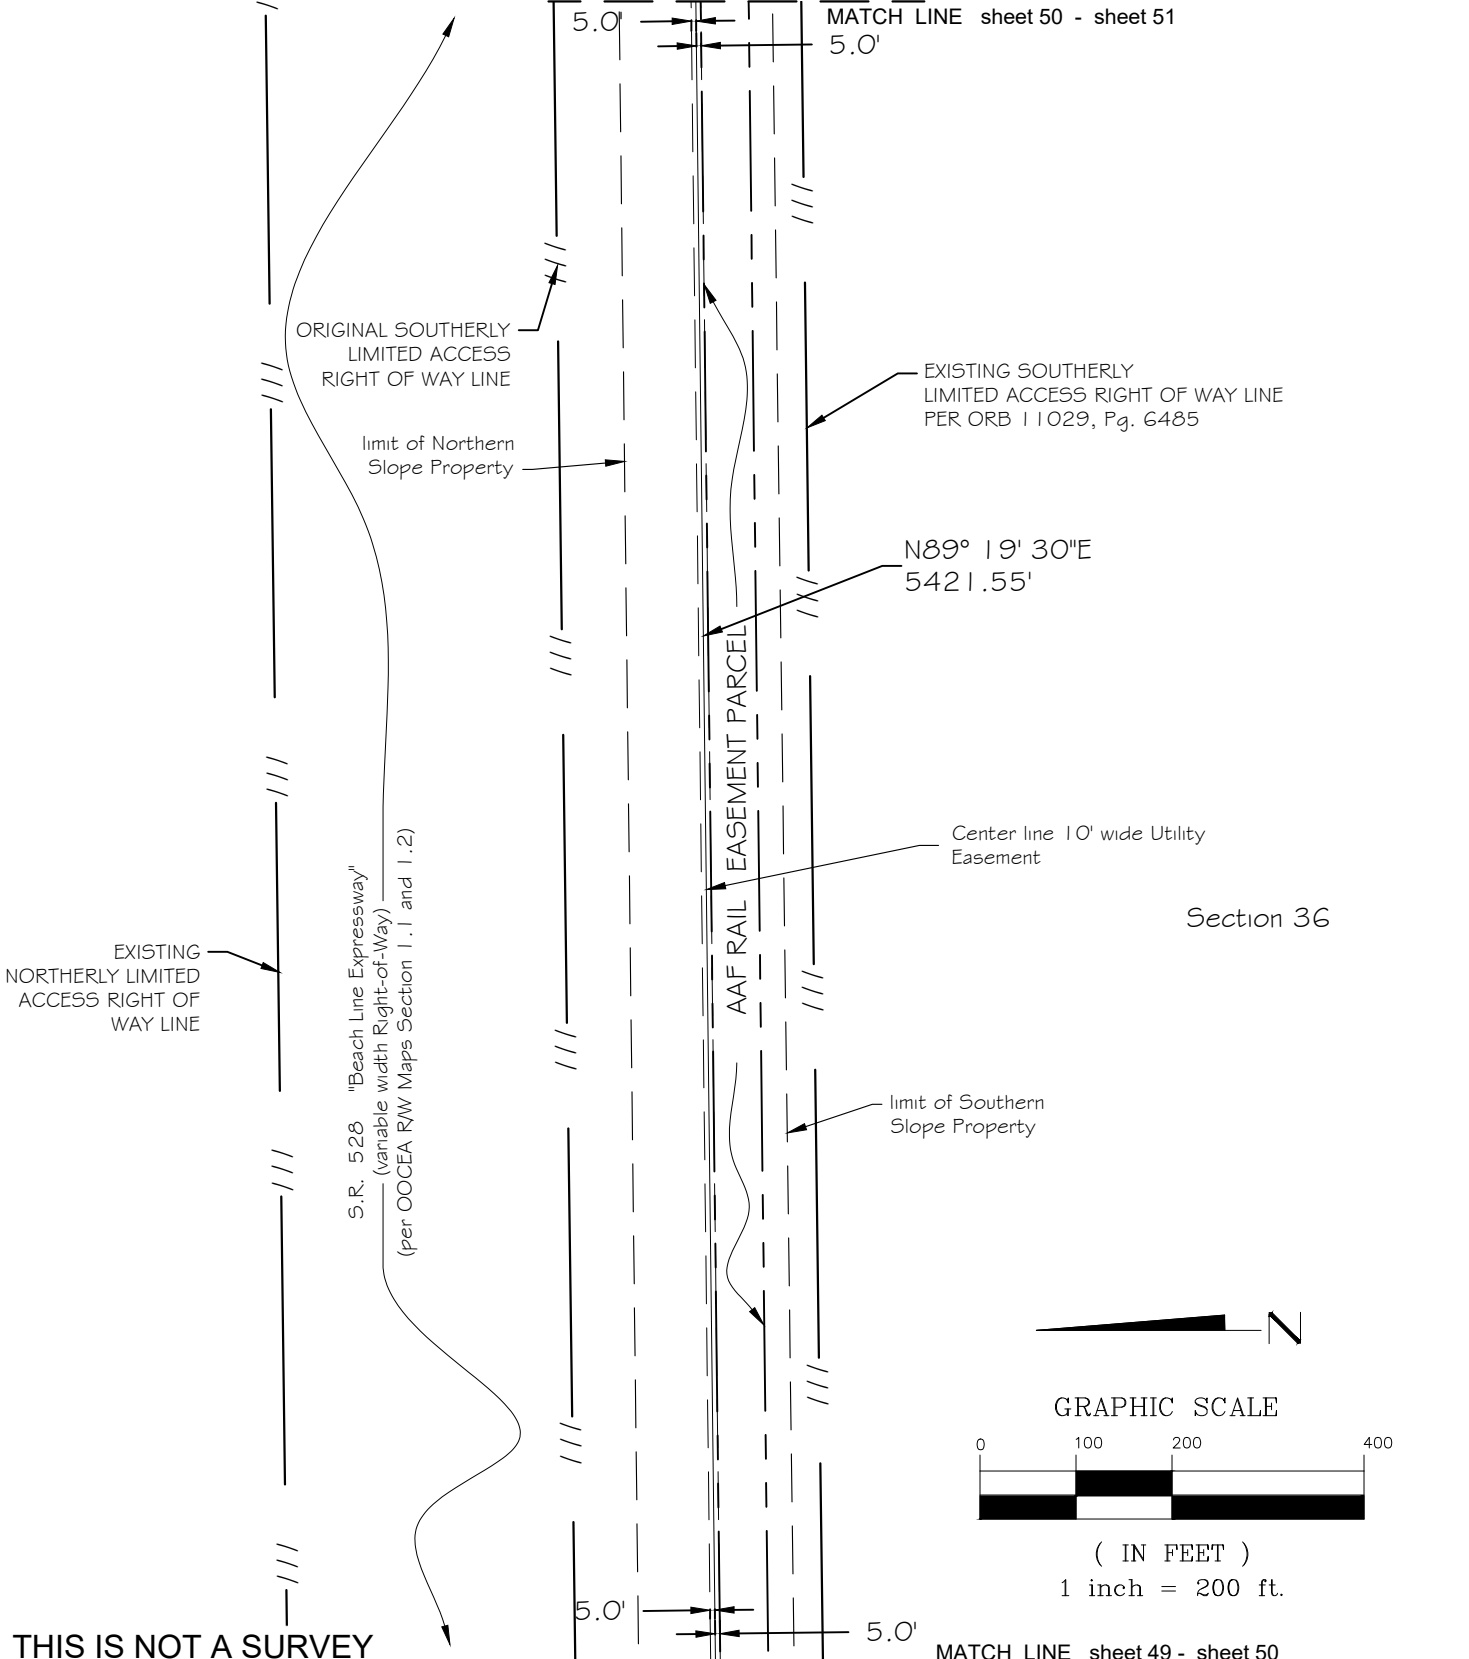 5.0'
MATCH LINE sheet 50 - sheet 51
5.0'
ORIGINAL SOUTHERLY
LIMITED ACCESS
RIGHT OF WAY LINE
EXISTING SOUTHERLY
LIMITED ACCESS RIGHT OF WAY LINE
PER ORB 11029, Pg. 6485
limit of Northern
Slope Property
N89° 19' 30"E
5421.55'
AAF RAIL EASEMENT PARCEL
Center line 10' wide Utility
Easement
Section 36
EXISTING
NORTHERLY LIMITED
ACCESS RIGHT OF
WAY LINE
S.R. 528 "Beach Line Expressway"
(variable width Right-of-Way)
(per OOCEA R/W Maps Section 1.1 and 1.2)
limit of Southern
Slope Property
N
GRAPHIC SCALE
0 100 200 400
( IN FEET )
1 inch = 200 ft.
5.0'
5.0'
THIS IS NOT A SURVEY
MATCH LINE sheet 49 - sheet 50